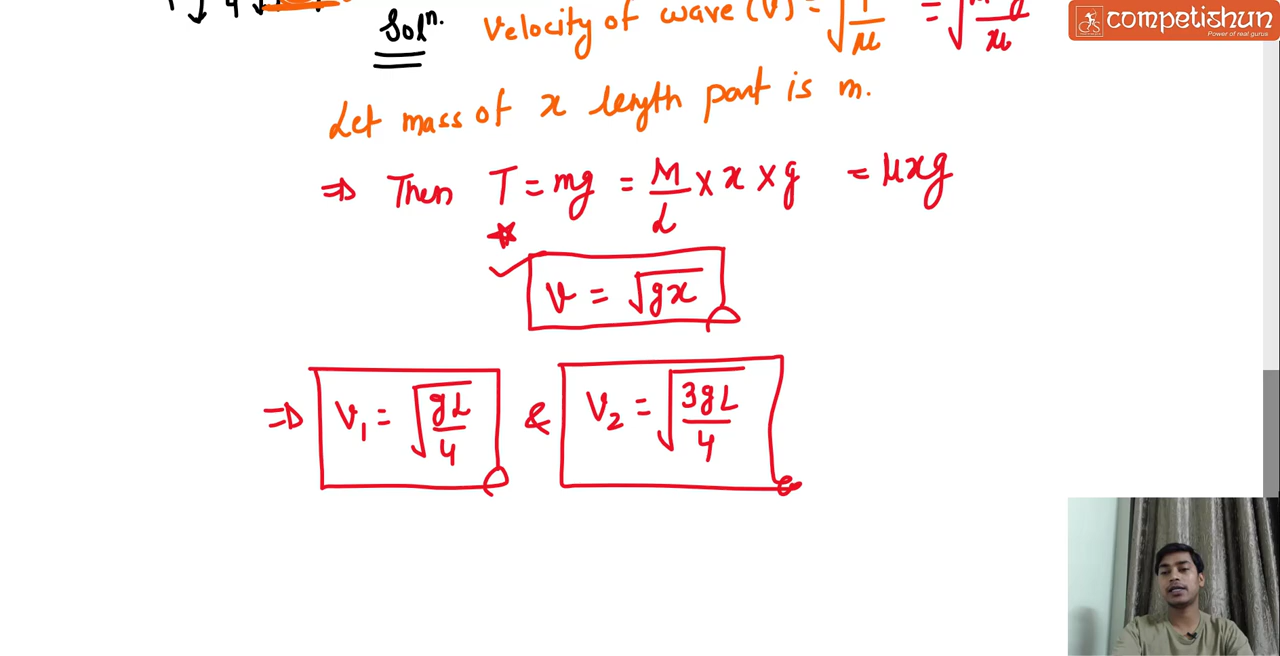 Solⁿ. Velocity of wave (v) = √(T/μ) = √(mg/μ)
competishun
Power of real gurus
Let mass of x length part is m.
⇒ Then T = mg = M/L × x × g = μxg
v = √gx
⇒ V₁ = √(gL/4) & V₂ = √(3gL/4)